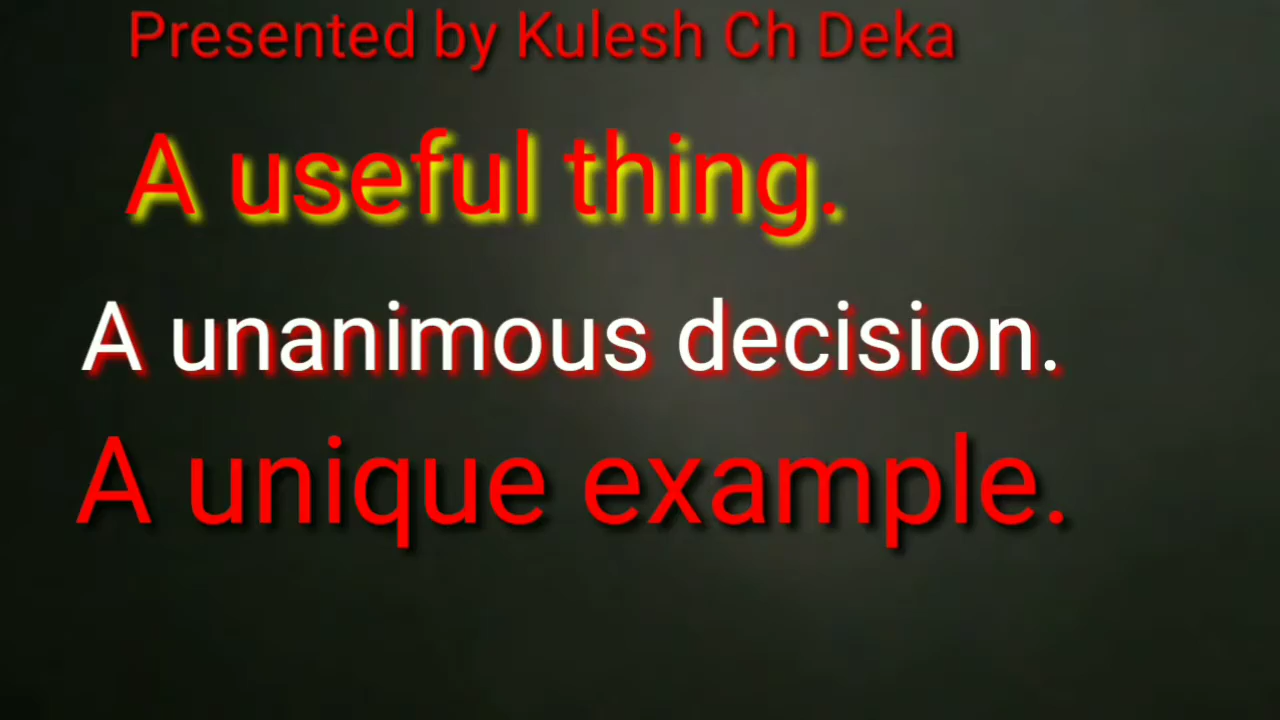 Presented by Kulesh Ch Deka
A useful thing.
A unanimous decision.
A unique example.